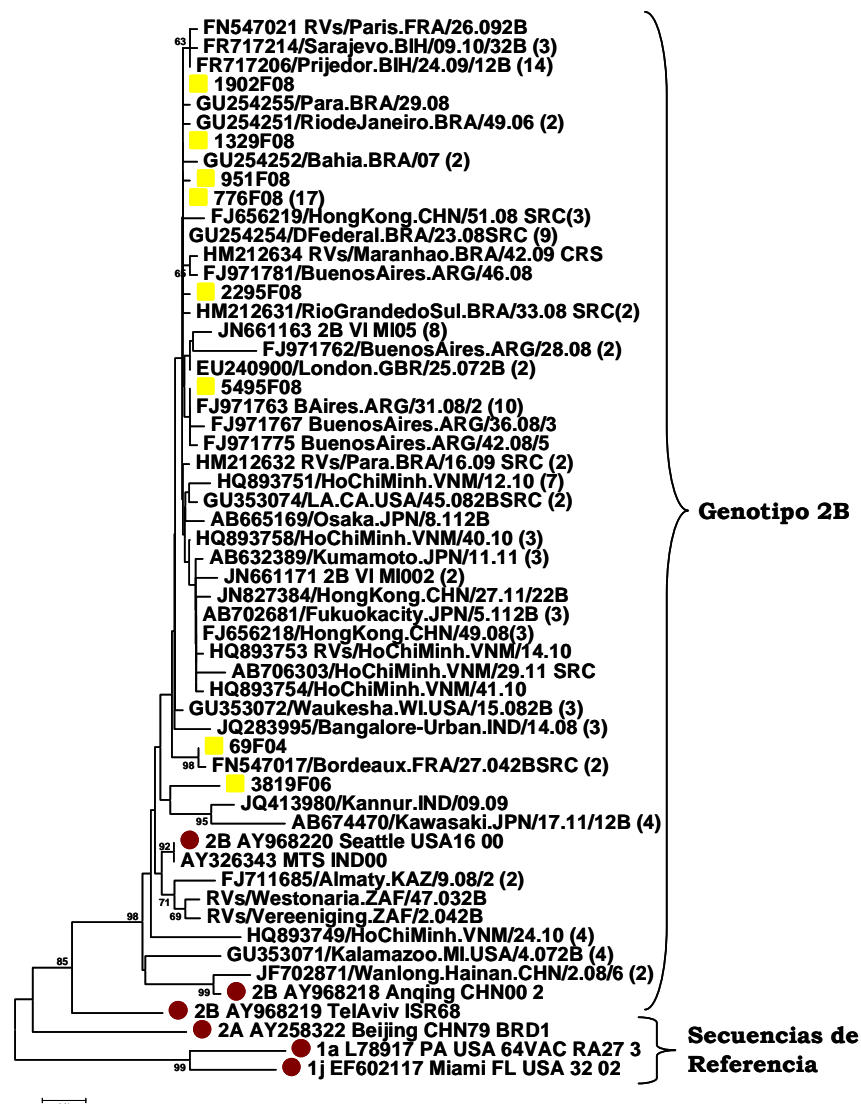 FN547021 RVs/Paris.FRA/26.092B
63
FR717214/Sarajevo.BIH/09.10/32B (3)
FR717206/Prijedor.BIH/24.09/12B (14)
1902F08
GU254255/Para.BRA/29.08
GU254251/RiodeJaneiro.BRA/49.06 (2)
1329F08
GU254252/Bahia.BRA/07 (2)
951F08
776F08 (17)
FJ656219/HongKong.CHN/51.08 SRC(3)
GU254254/DFederal.BRA/23.08SRC (9)
HM212634 RVs/Maranhao.BRA/42.09 CRS
65
FJ971781/BuenosAires.ARG/46.08
2295F08
HM212631/RioGrandedoSul.BRA/33.08 SRC(2)
JN661163 2B VI MI05 (8)
FJ971762/BuenosAires.ARG/28.08 (2)
EU240900/London.GBR/25.072B (2)
5495F08
FJ971763 BAires.ARG/31.08/2 (10)
FJ971767 BuenosAires.ARG/36.08/3
FJ971775 BuenosAires.ARG/42.08/5
HM212632 RVs/Para.BRA/16.09 SRC (2)
HQ893751/HoChiMinh.VNM/12.10 (7)
GU353074/LA.CA.USA/45.082BSRC (2)
AB665169/Osaka.JPN/8.112B
Genotipo 2B
HQ893758/HoChiMinh.VNM/40.10 (3)
AB632389/Kumamoto.JPN/11.11 (3)
JN661171 2B VI MI002 (2)
JN827384/HongKong.CHN/27.11/22B
AB702681/Fukuokacity.JPN/5.112B (3)
FJ656218/HongKong.CHN/49.08(3)
HQ893753 RVs/HoChiMinh.VNM/14.10
AB706303/HoChiMinh.VNM/29.11 SRC
HQ893754/HoChiMinh.VNM/41.10
GU353072/Waukesha.WI.USA/15.082B (3)
JQ283995/Bangalore-Urban.IND/14.08 (3)
69F04
98
FN547017/Bordeaux.FRA/27.042BSRC (2)
3819F06
JQ413980/Kannur.IND/09.09
95
AB674470/Kawasaki.JPN/17.11/12B (4)
92
2B AY968220 Seattle USA16 00
AY326343 MTS IND00
FJ711685/Almaty.KAZ/9.08/2 (2)
71
RVs/Westonaria.ZAF/47.032B
69
RVs/Vereeniging.ZAF/2.042B
98
HQ893749/HoChiMinh.VNM/24.10 (4)
GU353071/Kalamazoo.MI.USA/4.072B (4)
85
JF702871/Wanlong.Hainan.CHN/2.08/6 (2)
99
2B AY968218 Anqing CHN00 2
2B AY968219 TelAviv ISR68
2A AY258322 Beijing CHN79 BRD1
Secuencias de
Referencia
1a L78917 PA USA 64VAC RA27 3
99
1j EF602117 Miami FL USA 32 02